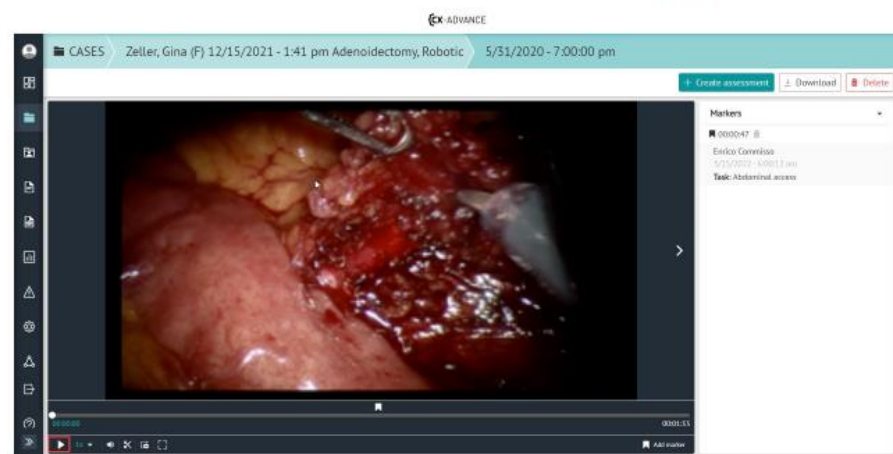 CX-ADVANCE
CASES
Zeller, Gina (F) 12/15/2021 - 1:41 pm Adenoidectomy, Robotic
5/31/2020 - 7:00:00 pm
+ Create assessment
Download
Delete
Markers
00:00:47
Enrico Commisso
Task: Abdominal access
00:00:00
00:01:55
1x
Add marker